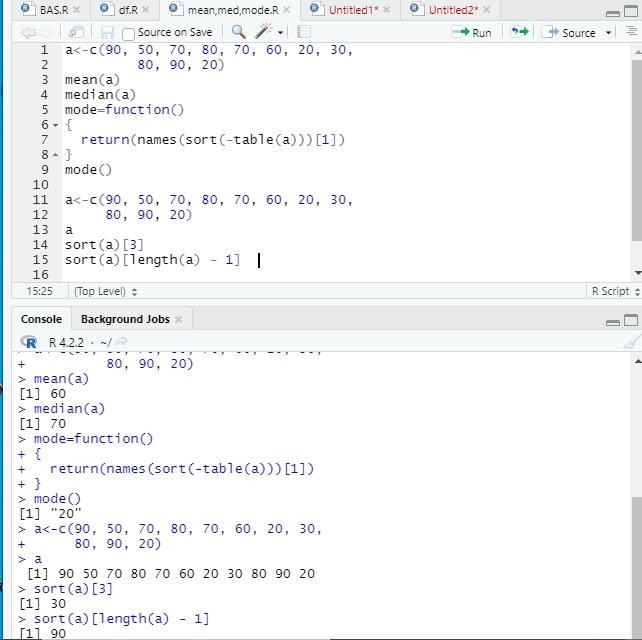 BAS.R × df.R × mean,med,mode.R × Untitled1* × Untitled2* ×
Source on Save Run Source
1 a<-c(90, 50, 70, 80, 70, 60, 20, 30,
2 80, 90, 20)
3 mean(a)
4 median(a)
5 mode=function()
6 {
7 return(names(sort(-table(a)))[1])
8 }
9 mode()
10
11 a<-c(90, 50, 70, 80, 70, 60, 20, 30,
12 80, 90, 20)
13 a
14 sort(a)[3]
15 sort(a)[length(a) - 1]
16
15:25 (Top Level) R Script
Console Background Jobs ×
R R 4.2.2 · ~/
+ 80, 90, 20)
> mean(a)
[1] 60
> median(a)
[1] 70
> mode=function()
+ {
+ return(names(sort(-table(a)))[1])
+ }
> mode()
[1] "20"
> a<-c(90, 50, 70, 80, 70, 60, 20, 30,
+ 80, 90, 20)
> a
[1] 90 50 70 80 70 60 20 30 80 90 20
> sort(a)[3]
[1] 30
> sort(a)[length(a) - 1]
[1] 90